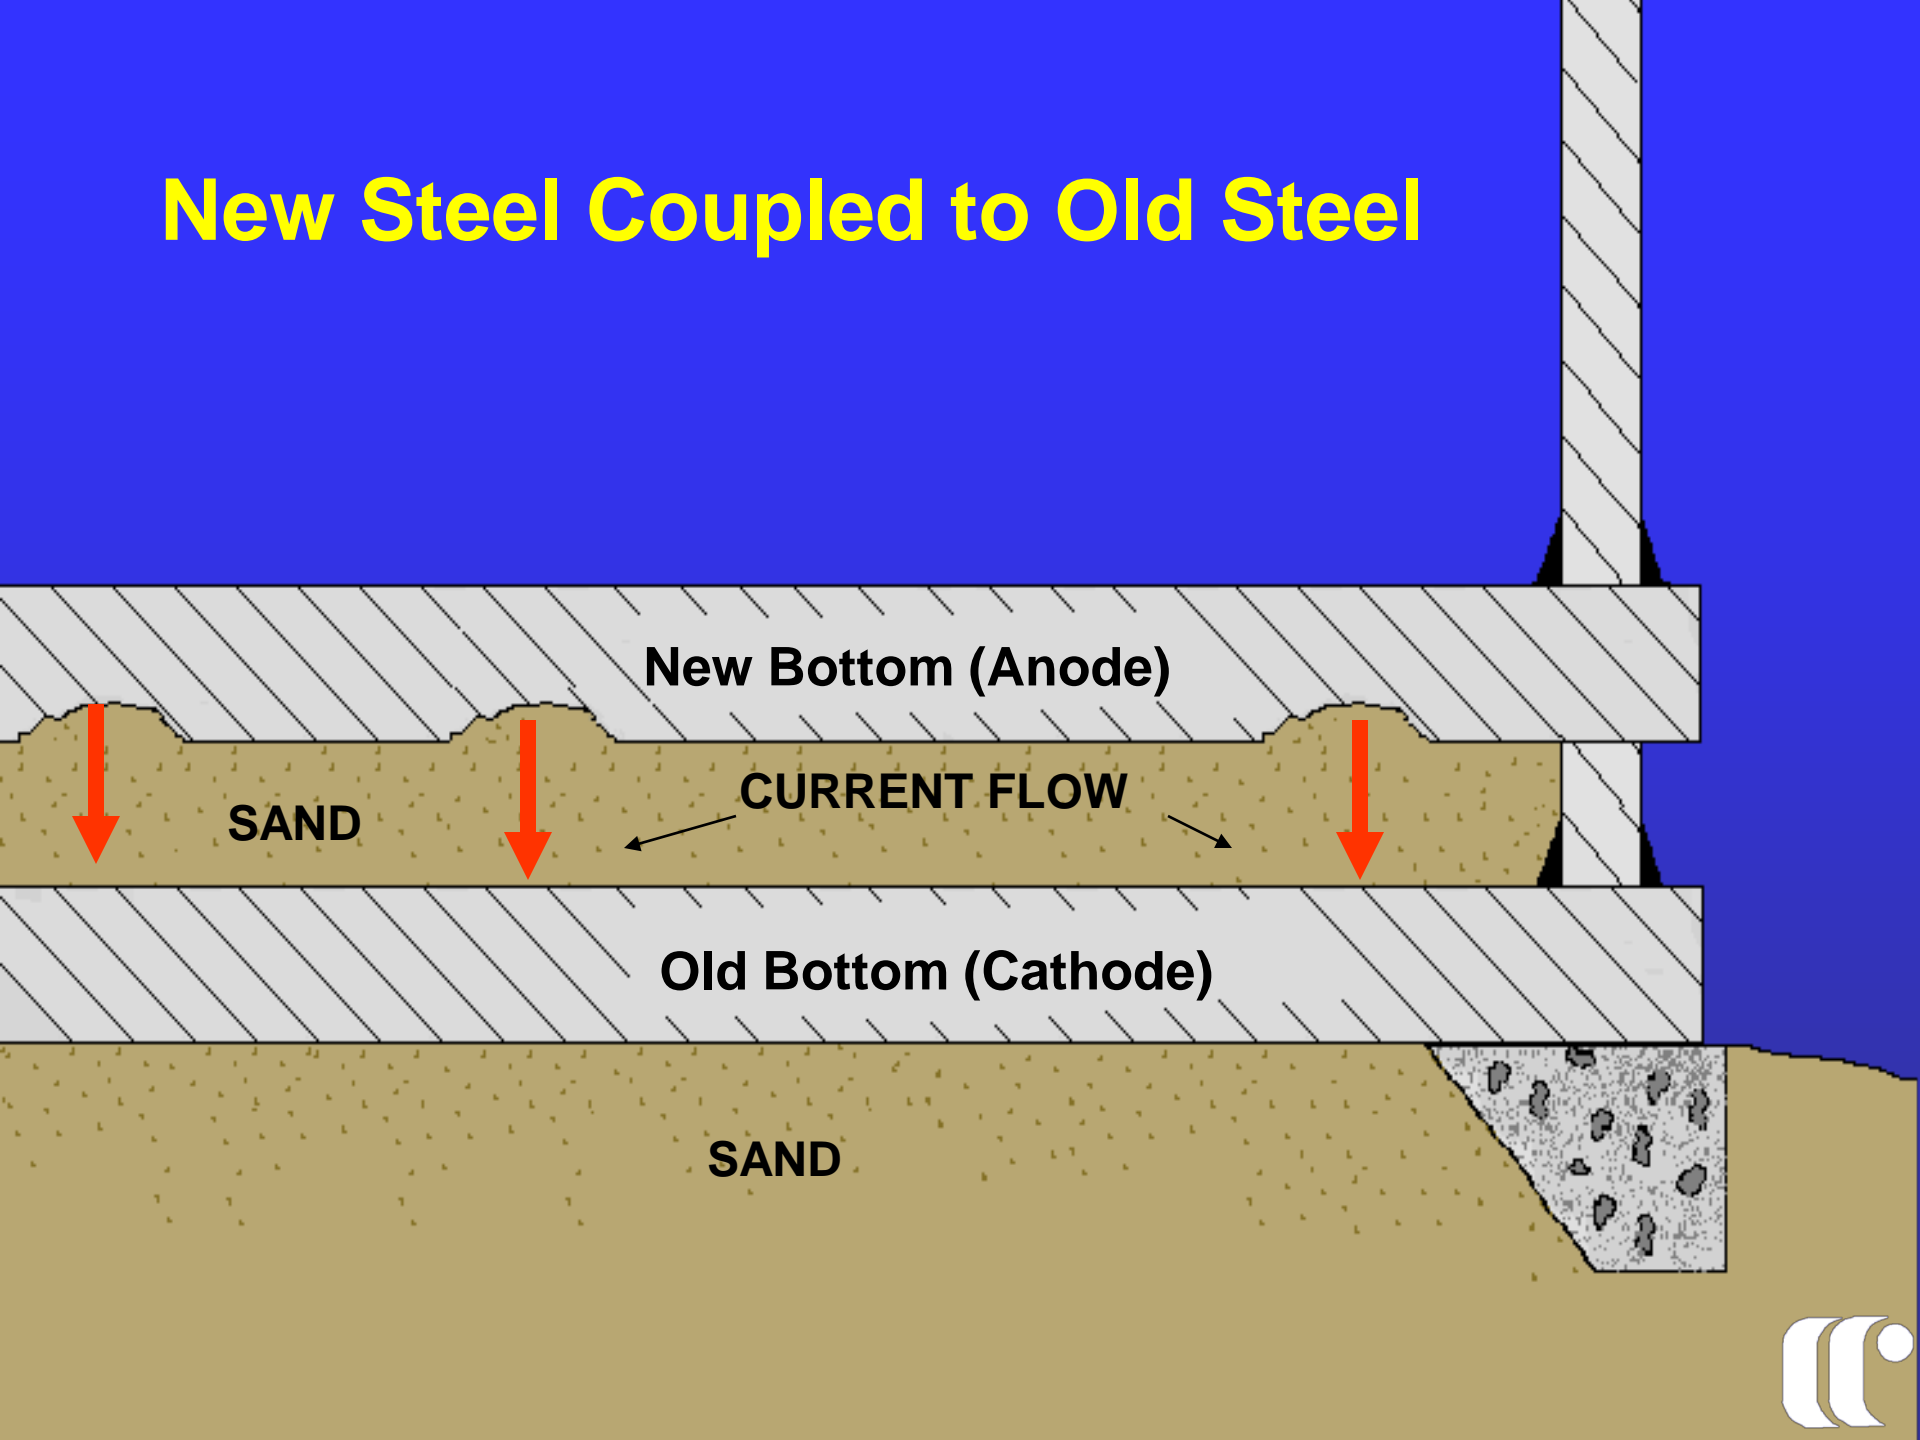 New Steel Coupled to Old Steel
New Bottom (Anode)
CURRENT FLOW
SAND
Old Bottom (Cathode)
SAND